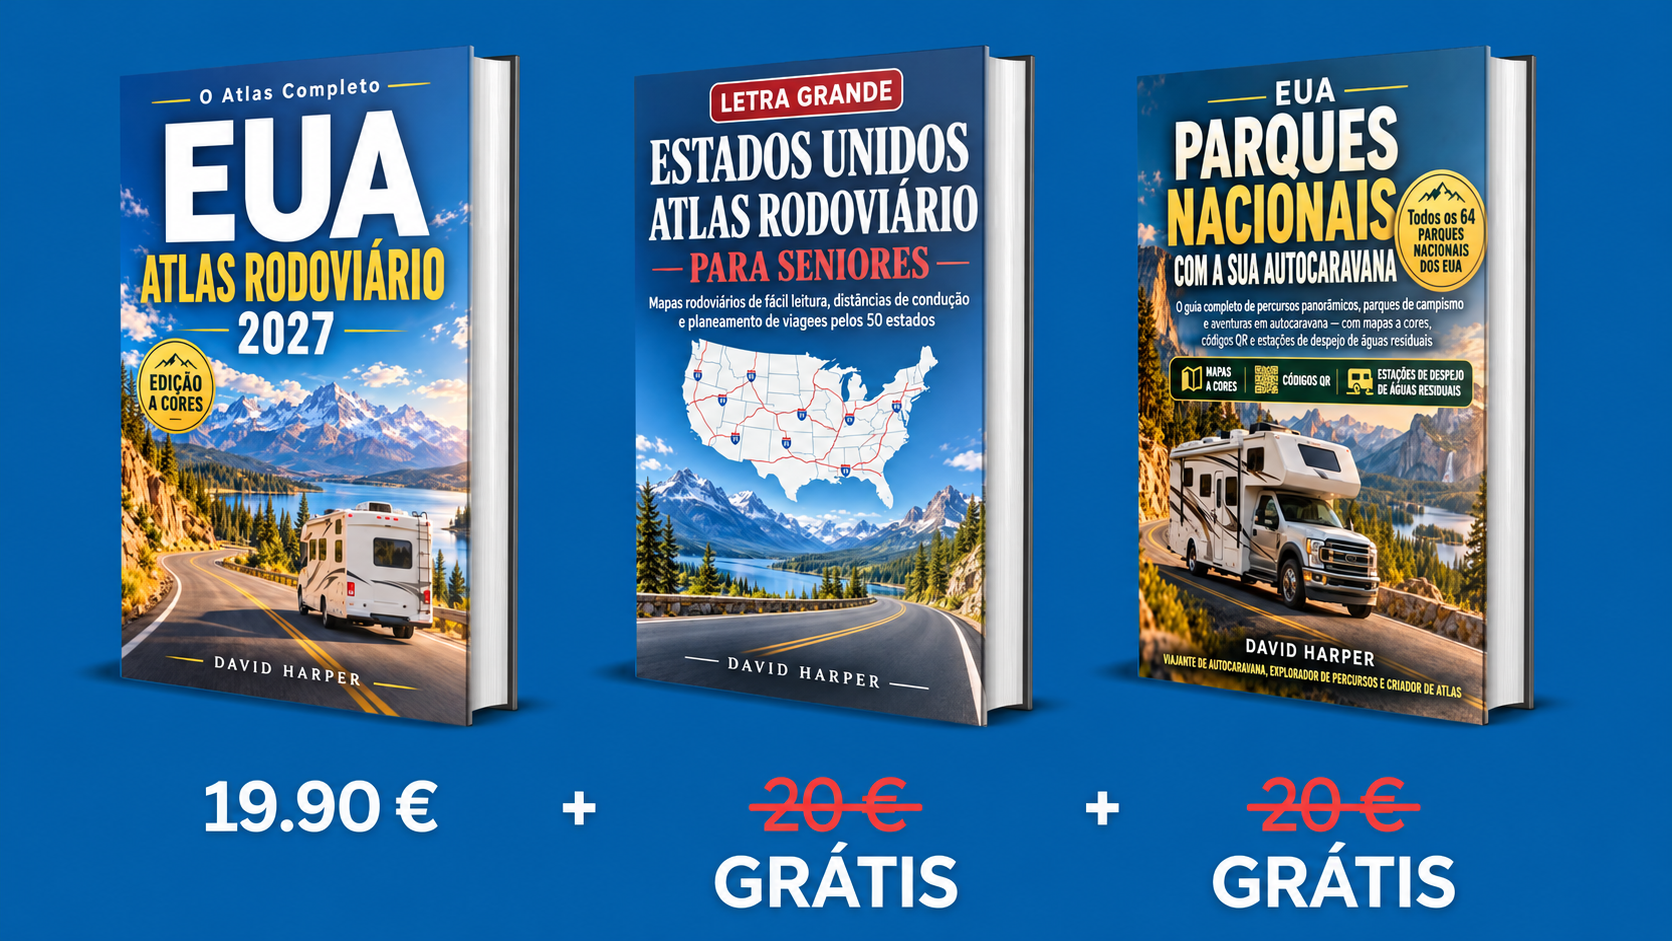 O Atlas Completo
EUA
ATLAS RODOVIÁRIO
2027
EDIÇÃO
A CORES
DAVID HARPER
LETRA GRANDE
ESTADOS UNIDOS
ATLAS RODOVIÁRIO
PARA SENIORES
Mapas rodoviários de fácil leitura, distâncias de condução
e planeamento de viagees pelos 50 estados
DAVID HARPER
EUA
PARQUES
NACIONAIS
COM A SUA AUTOCARAVANA
Todos os 64
PARQUES
NACIONAIS
DOS EUA
O guia completo de percursos panorâmicos, parques de campismo
e aventuras em autocaravana — com mapas a cores,
códigos QR e estações de despejo de águas residuais
MAPAS
A CORES
CÓDIGOS QR
ESTAÇÕES DE DESPEJO
DE ÁGUAS RESIDUAIS
DAVID HARPER
VIAJANTE DE AUTOCARAVANA, EXPLORADOR DE PERCURSOS E CRIADOR DE ATLAS
19.90 € + 20 € + 20 €
GRÁTIS GRÁTIS